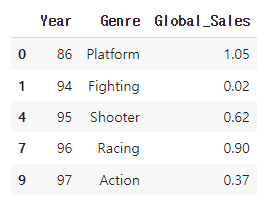 Year Genre Global_Sales
0 86 Platform 1.05
1 94 Fighting 0.02
4 95 Shooter 0.62
7 96 Racing 0.90
9 97 Action 0.37